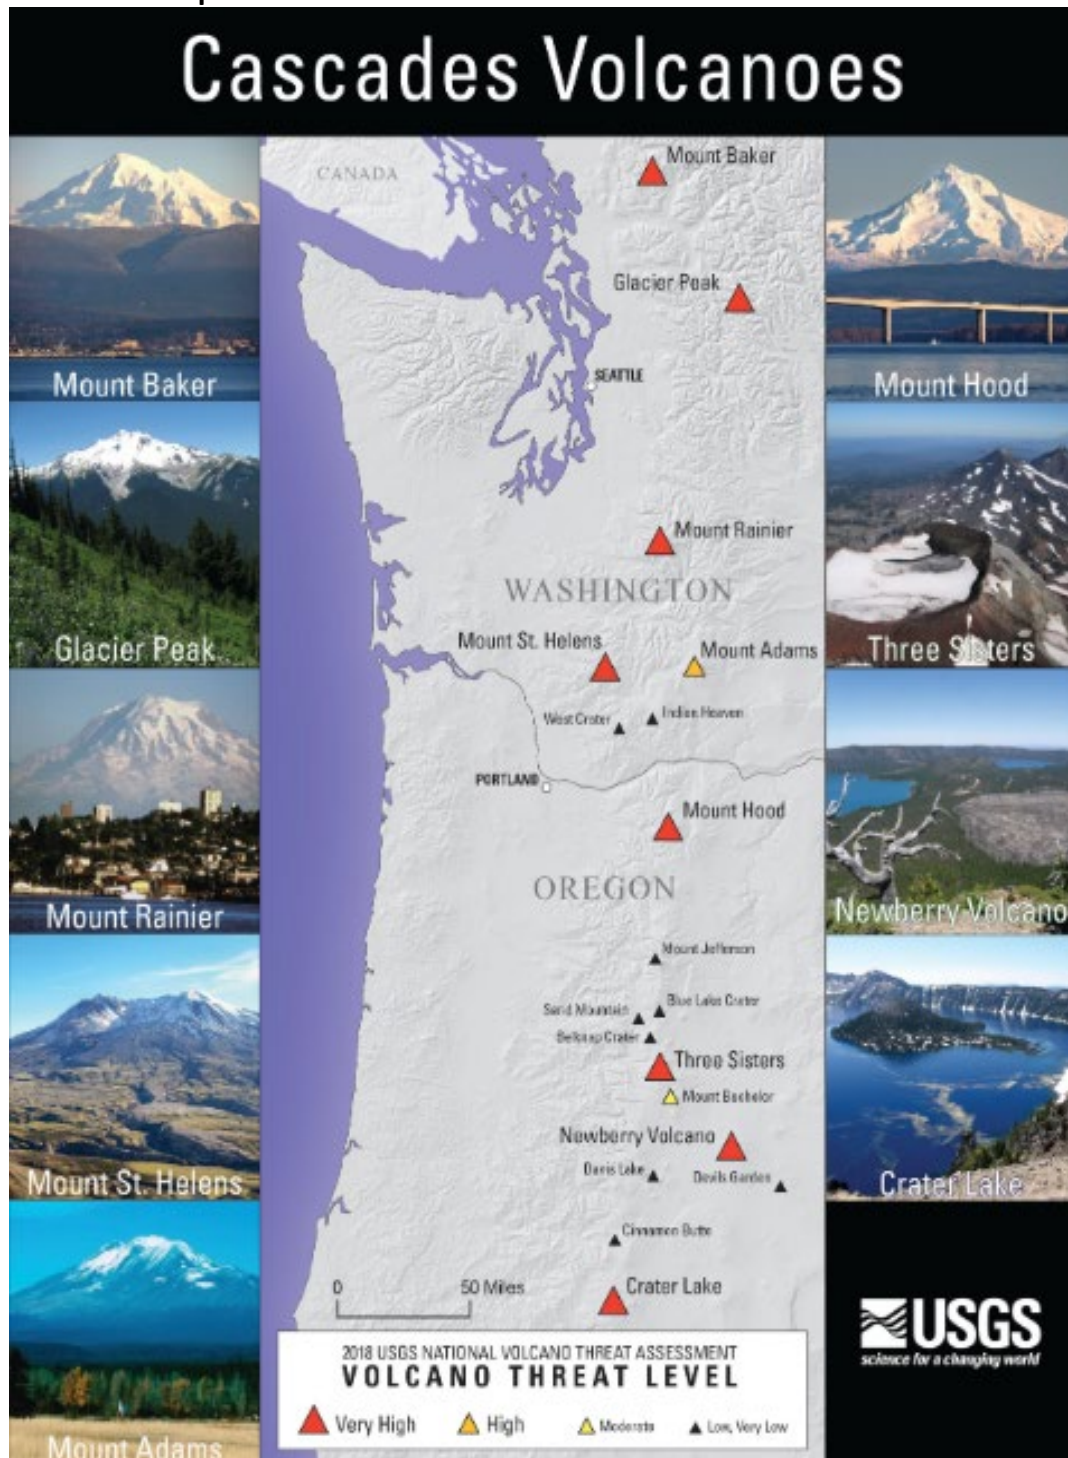 Cascades Volcanoes
CANADA
Mount Baker
Glacier Peak
SEATTLE
Mount Rainier
WASHINGTON
Mount St. Helens
Mount Adams
West Crater
Indian Heaven
PORTLAND
Mount Hood
OREGON
Mount Jefferson
Sand Mountain
Blue Lake Crater
Belknap Crater
Three Sisters
Mount Bachelor
Newberry Volcano
Davis Lake
Devils Garden
Cinnamon Butte
Crater Lake
0
50 Miles
2018 USGS NATIONAL VOLCANO THREAT ASSESSMENT
VOLCANO THREAT LEVEL
Very High
High
Moderate
Low, Very Low
Mount Baker
Glacier Peak
Mount Rainier
Mount St. Helens
Mount Adams
Mount Hood
Three Sisters
Newberry Volcano
Crater Lake
USGS
science for a changing world